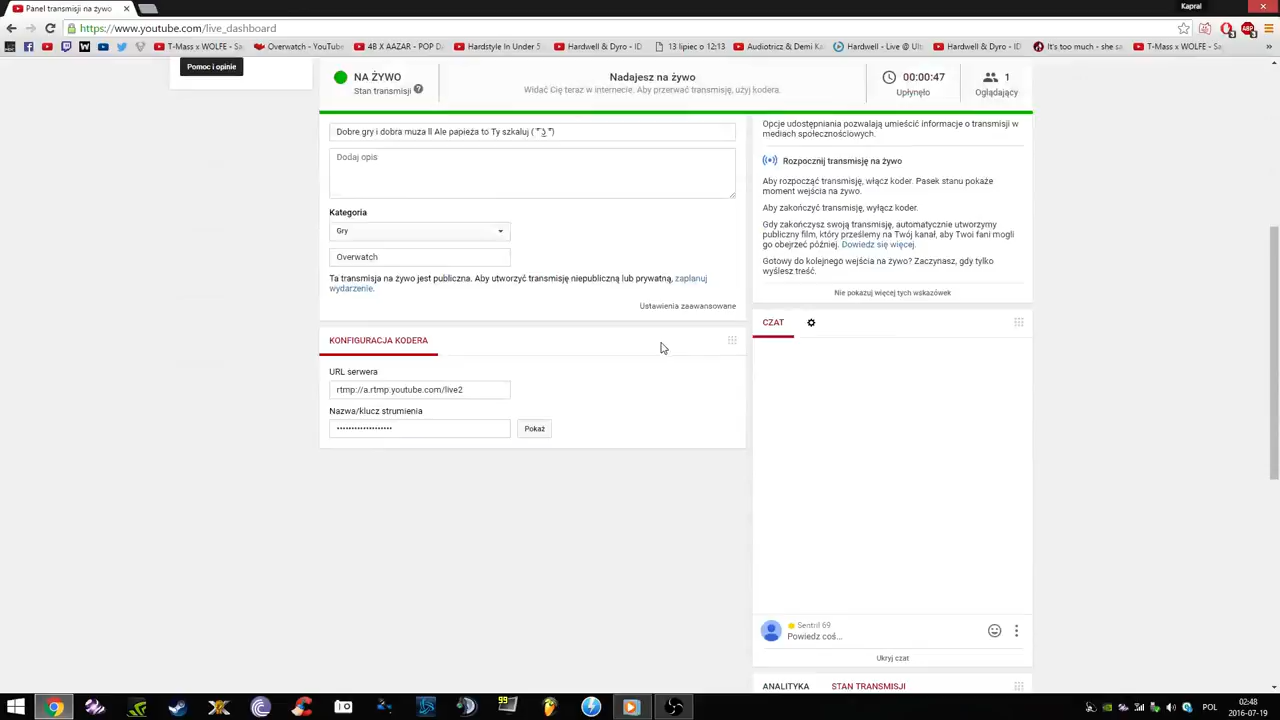 Panel transmisji na żywo
Kapral
https://www.youtube.com/live_dashboard
T-Mass x WOLFE - Sa
Overwatch - YouTube
48 X AAZAR - POP D
Hardstyle In Under 5
Hardwell & Dyro - ID
13 lipiec o 12:13
Audiotricz & Demi Ka
Hardwell - Live @ Ul
Hardwell & Dyro - ID
It's too much - she sa
T-Mass x WOLFE - Sa
Pomoc i opinie
NA ŻYWO
Stan transmisji
Nadajesz na żywo
Widać Cię teraz w internecie. Aby przerwać transmisję, użyj kodera.
00:00:47
Upłynęło
1
Oglądający
Dobre gry i dobra muza ll Ale papieża to Ty szkaluj
Dodaj opis
Kategoria
Gry
Overwatch
Ta transmisja na żywo jest publiczna. Aby utworzyć transmisję niepubliczną lub prywatną, zaplanuj
wydarzenie.
Ustawienia zaawansowane
KONFIGURACJA KODERA
URL serwera
rtmp://a.rtmp.youtube.com/live2
Nazwa/klucz strumienia
•••••••••••••••••••
Pokaż
Opcje udostępniania pozwalają umieścić informacje o transmisji w
mediach społecznościowych.
Rozpocznij transmisję na żywo
Aby rozpocząć transmisję, włącz koder. Pasek stanu pokaże
moment wejścia na żywo.
Aby zakończyć transmisję, wyłącz koder.
Gdy zakończysz swoją transmisję, automatycznie utworzymy
publiczny film, który prześlemy na Twój kanał, aby Twoi fani mogli
go obejrzeć później. Dowiedz się więcej.
Gotowy do kolejnego wejścia na żywo? Zaczynasz, gdy tylko
wyślesz treść.
Nie pokazuj więcej tych wskazówek
CZAT
Sentril 69
Powiedz coś...
Ukryj czat
ANALITYKA
STAN TRANSMISJI
POL
02:48
2016-07-19